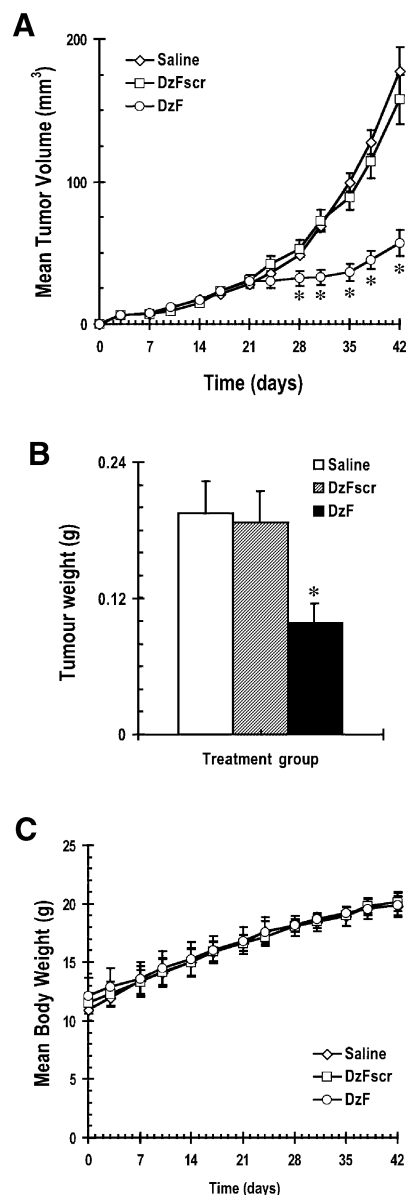 A
200
Saline
DzFscr
DzF
Mean Tumor Volume (mm3)
100
0
* * * * *
0 7 14 21 28 35 42
Time (days)
B
0.24
Saline
DzFscr
DzF
Tumour weight (g)
*
0.12
0
Treatment group
C
25
20
Mean Body Weight (g)
15
10
Saline
DzFscr
DzF
5
0
0 7 14 21 28 35 42
Time (days)